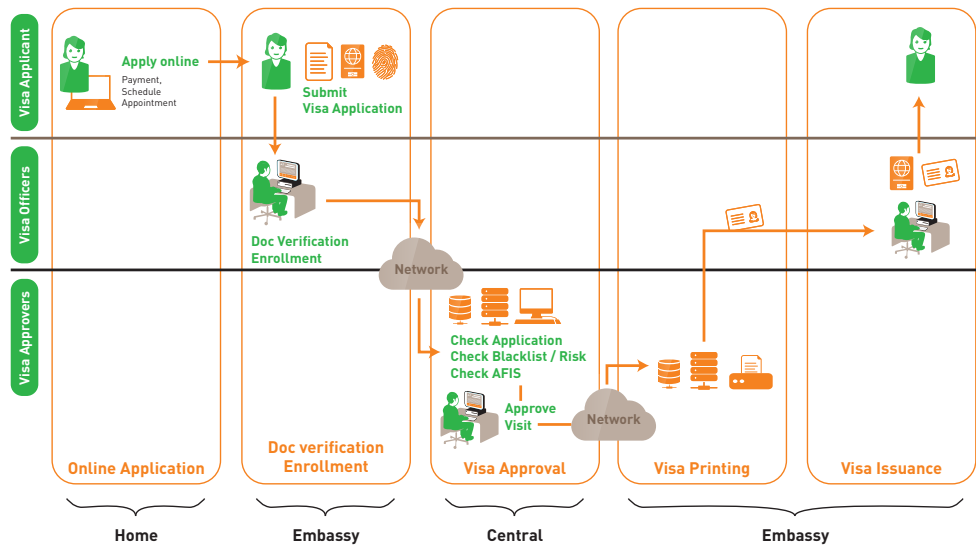 Visa Applicant
Apply online
Payment,
Schedule
Appointment
Submit
Visa Application
Visa Officers
Doc Verification
Enrollment
Network
Visa Approvers
Check Application
Check Blacklist / Risk
Check AFIS
Approve
Visit
Network
Online Application
Doc verification
Enrollment
Visa Approval
Visa Printing
Visa Issuance
Home
Embassy
Central
Embassy